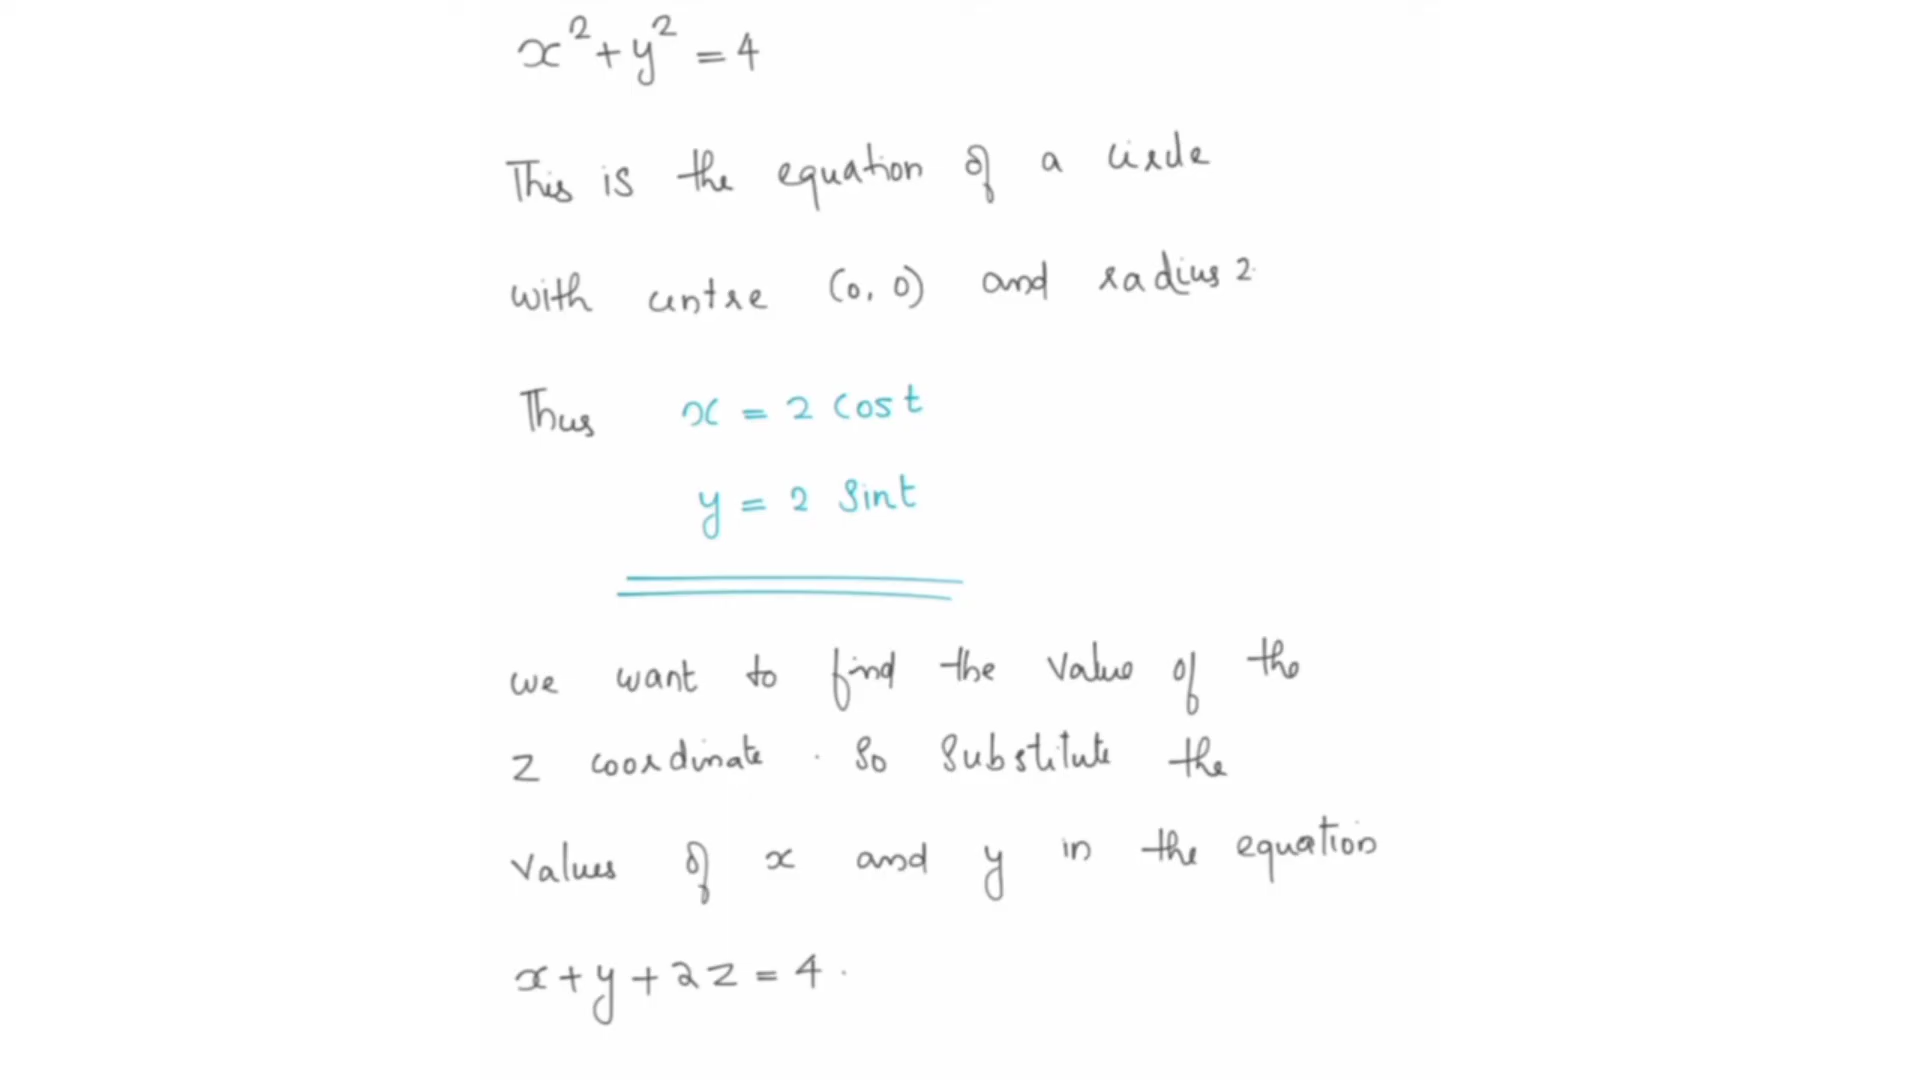 x² + y² = 4
This is the equation of a circle
with centre (0, 0) and radius 2.
Thus x = 2 cos t
y = 2 Sint
we want to find the value of the
z coordinate. So Substitute the
values of x and y in the equation
x + y + 2z = 4.